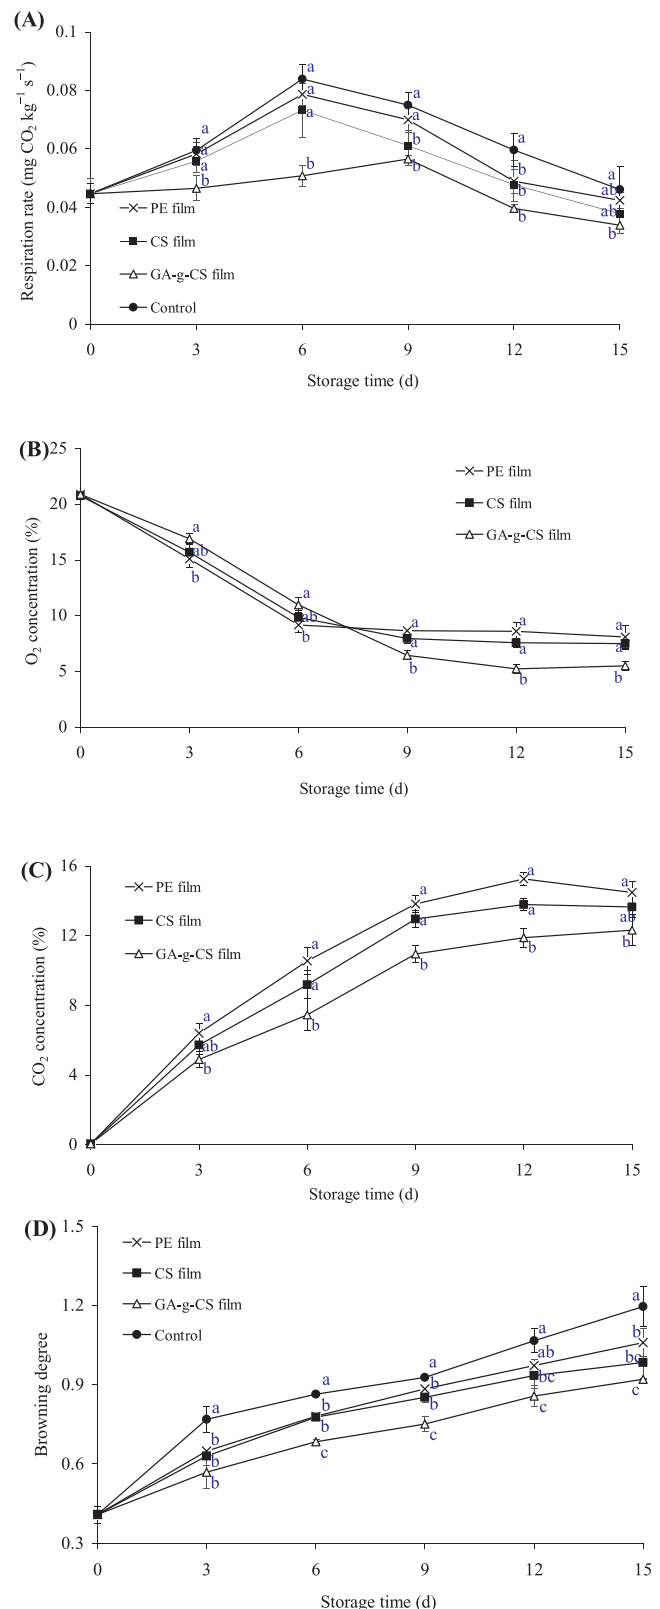 (A)
Respiration rate (mg CO₂ kg⁻¹ s⁻¹)
0.1
0.08
0.06
0.04
0.02
0
a
a
a
a
a
a
b
a
a
b
b
a
b
b
b
a
ab
ab
b
PE film
CS film
GA-g-CS film
Control
0 3 6 9 12 15
Storage time (d)
(B)
O₂ concentration (%)
25
20
15
10
5
0
PE film
CS film
GA-g-CS film
a
ab
b
a
ab
b
a
a
b
a
a
b
a
a
b
0 3 6 9 12 15
Storage time (d)
(C)
CO₂ concentration (%)
16
12
8
4
0
PE film
CS film
GA-g-CS film
a
ab
b
a
a
b
a
a
b
a
a
b
a
ab
b
0 3 6 9 12 15
Storage time (d)
(D)
Browning degree
1.5
1.2
0.9
0.6
0.3
PE film
CS film
GA-g-CS film
Control
a
b
b
b
a
b
b
c
a
b
b
c
a
ab
bc
c
a
b
bc
c
0 3 6 9 12 15
Storage time (d)